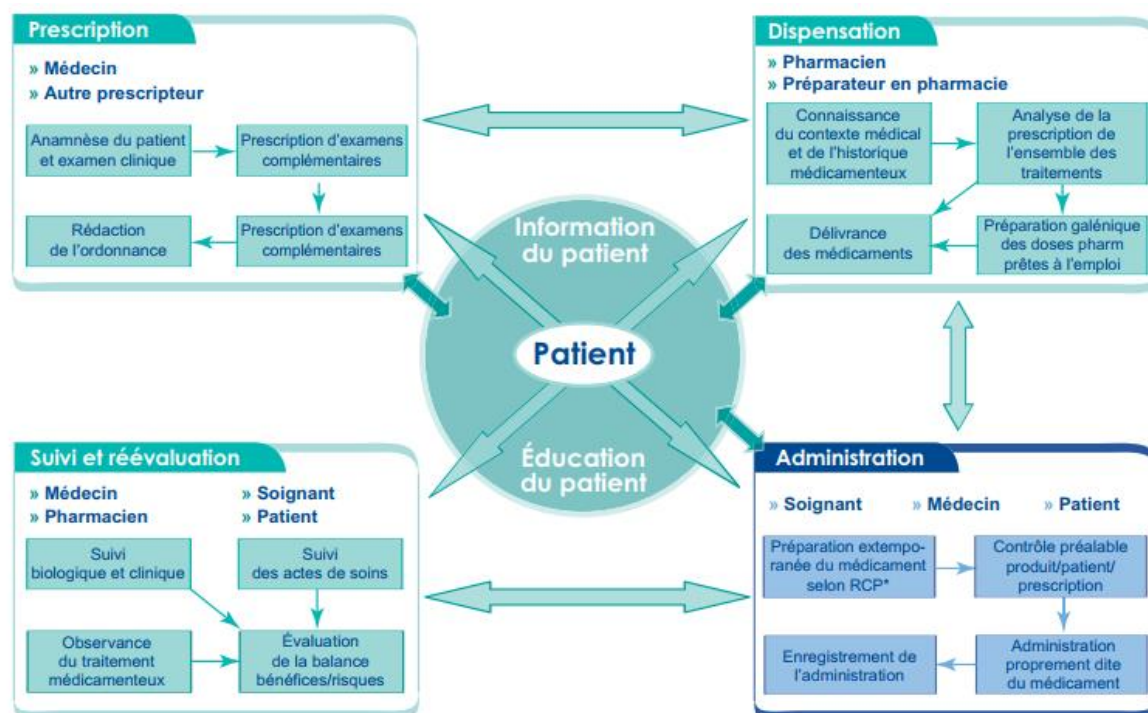 Prescription
» Médecin
» Autre prescripteur
Anamnèse du patient
et examen clinique
Prescription d'examens
complémentaires
Rédaction
de l'ordonnance
Prescription d'examens
complémentaires
Dispensation
» Pharmacien
» Préparateur en pharmacie
Connaissance
du contexte médical
et de l'historique
médicamenteux
Analyse de la
prescription de
l'ensemble des
traitements
Délivrance
des médicaments
Préparation galénique
des doses pharm
prêtes à l'emploi
Information
du patient
Patient
Éducation
du patient
Suivi et réévaluation
» Médecin
» Pharmacien
» Soignant
» Patient
Suivi
biologique et clinique
Suivi
des actes de soins
Observance
du traitement
médicamenteux
Évaluation
de la balance
bénéfices/risques
Administration
» Soignant
» Médecin
» Patient
Préparation extempo-
ranée du médicament
selon RCP*
Contrôle préalable
produit/patient/
prescription
Enregistrement de
l'administration
Administration
proprement dite
du médicament